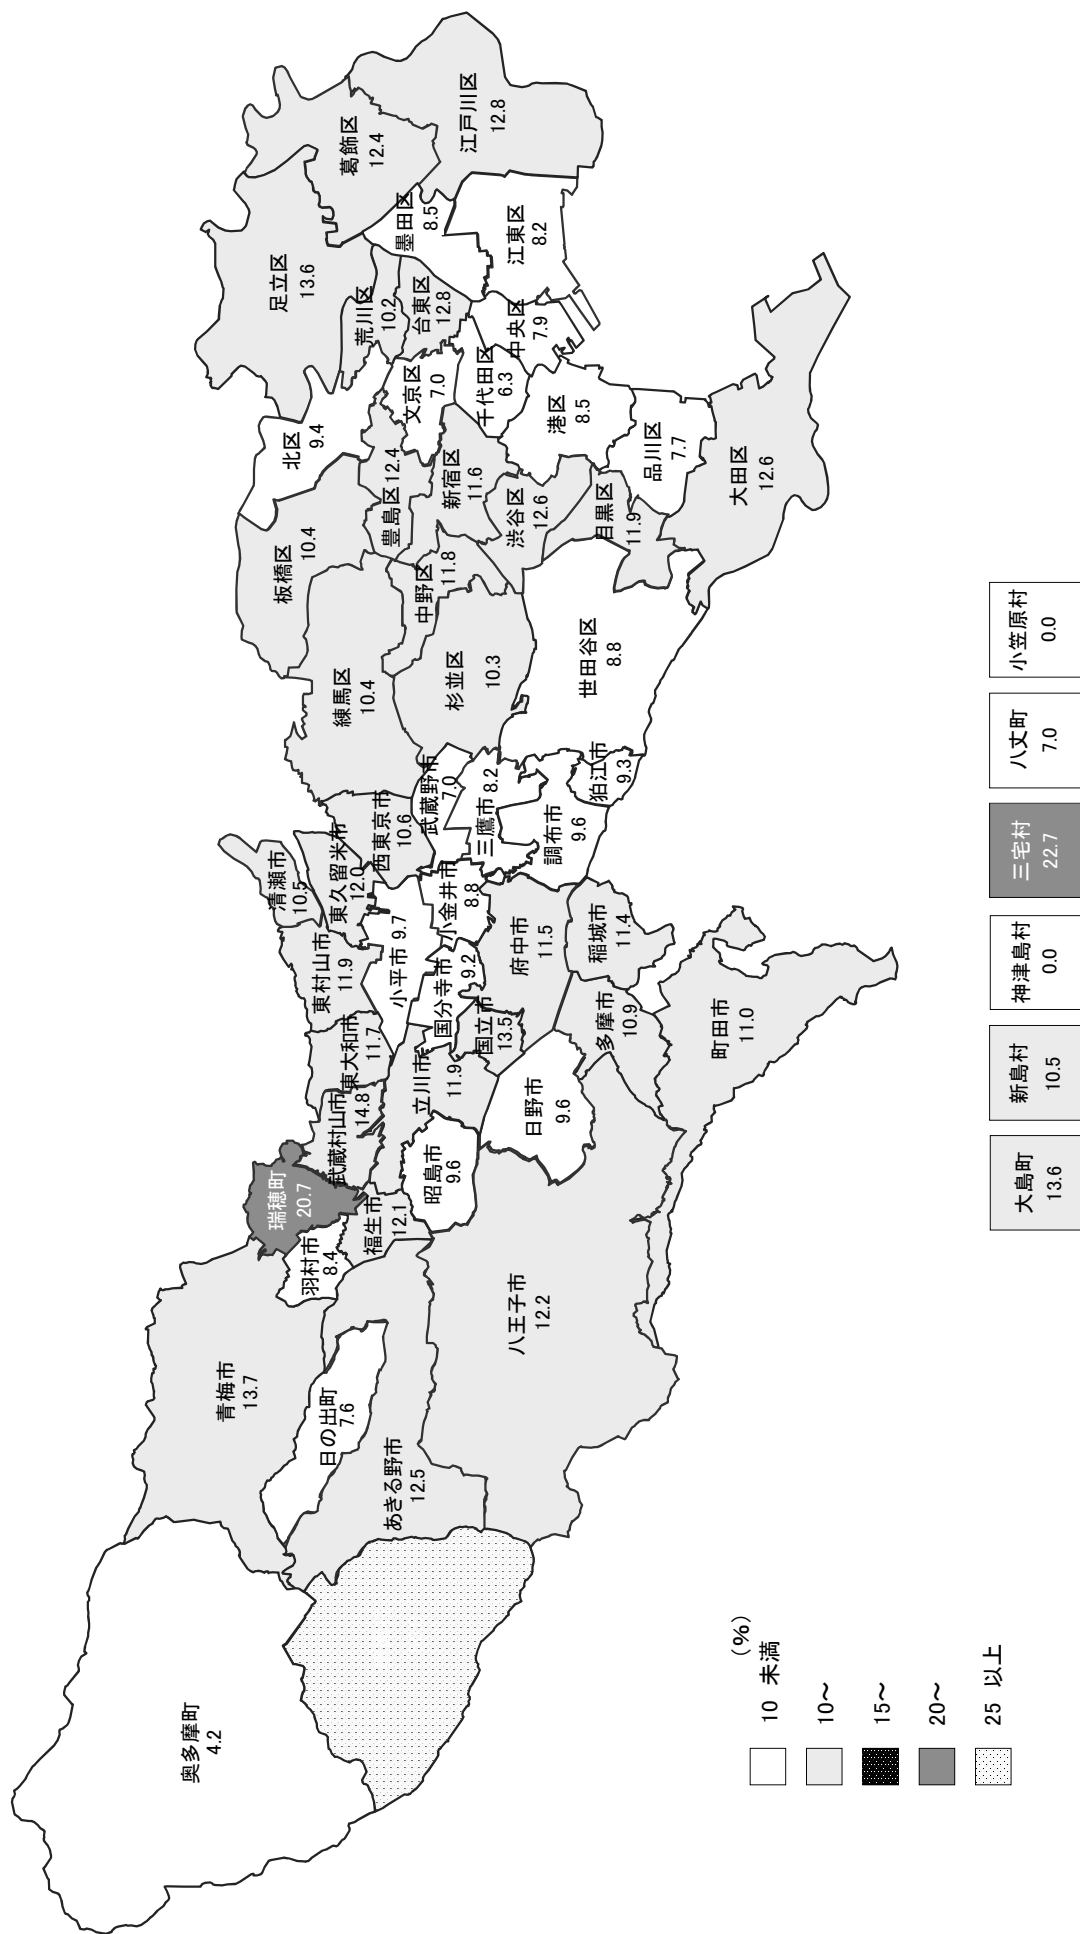 奥多摩町
4.2
青梅市
13.7
日の出町
7.6
あきる野市
12.5
瑞穂町
20.7
羽村市
8.4
福生市
12.1
武蔵村山市
14.8
昭島市
9.6
八王子市
12.2
東大和市
11.7
立川市
11.9
日野市
9.6
東村山市
11.9
小平市 9.7
国分寺市
9.2
国立市
13.5
府中市
11.5
多摩市
10.9
稲城市
11.4
町田市
11.0
清瀬市
10.5
東久留米市
12.0
西東京市
10.6
小金井市
8.8
武蔵野市
7.0
三鷹市 8.2
調布市
9.6
狛江市
9.3
練馬区
10.4
板橋区
10.4
杉並区
10.3
中野区
11.8
世田谷区
8.8
北区
9.4
豊島区 12.4
新宿区
11.6
渋谷区
12.6
目黒区
11.9
足立区
13.6
荒川区
10.2
台東区
12.8
文京区
7.0
千代田区
6.3
中央区
7.9
港区
8.5
品川区
7.7
大田区
12.6
葛飾区
12.4
墨田区
8.5
江東区
8.2
江戸川区
12.8
(%)
10 未満
10～
15～
20～
25 以上
大島町
13.6
新島村
10.5
神津島村
0.0
三宅村
22.7
八丈町
7.0
小笠原村
0.0